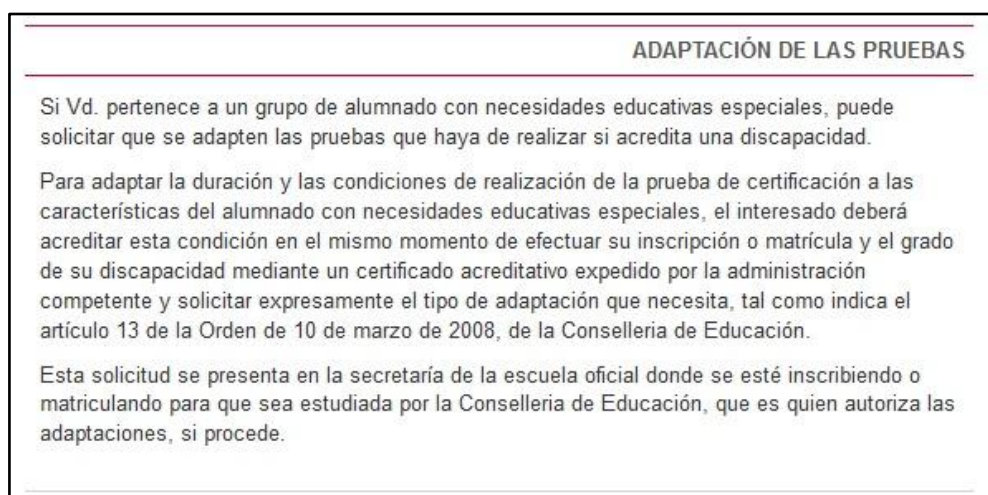 ADAPTACIÓN DE LAS PRUEBAS
Si Vd. pertenece a un grupo de alumnado con necesidades educativas especiales, puede
solicitar que se adapten las pruebas que haya de realizar si acredita una discapacidad.
Para adaptar la duración y las condiciones de realización de la prueba de certificación a las
características del alumnado con necesidades educativas especiales, el interesado deberá
acreditar esta condición en el mismo momento de efectuar su inscripción o matrícula y el grado
de su discapacidad mediante un certificado acreditativo expedido por la administración
competente y solicitar expresamente el tipo de adaptación que necesita, tal como indica el
artículo 13 de la Orden de 10 de marzo de 2008, de la Conselleria de Educación.
Esta solicitud se presenta en la secretaría de la escuela oficial donde se esté inscribiendo o
matriculando para que sea estudiada por la Conselleria de Educación, que es quien autoriza las
adaptaciones, si procede.